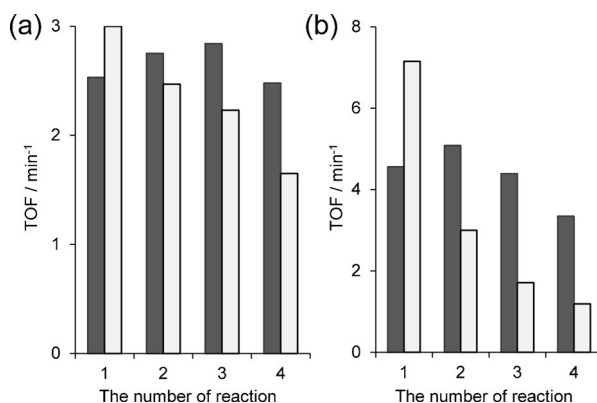 (a)
TOF / min⁻¹
3
2
1
0
1 2 3 4
The number of reaction
(b)
TOF / min⁻¹
8
6
4
2
0
1 2 3 4
The number of reaction